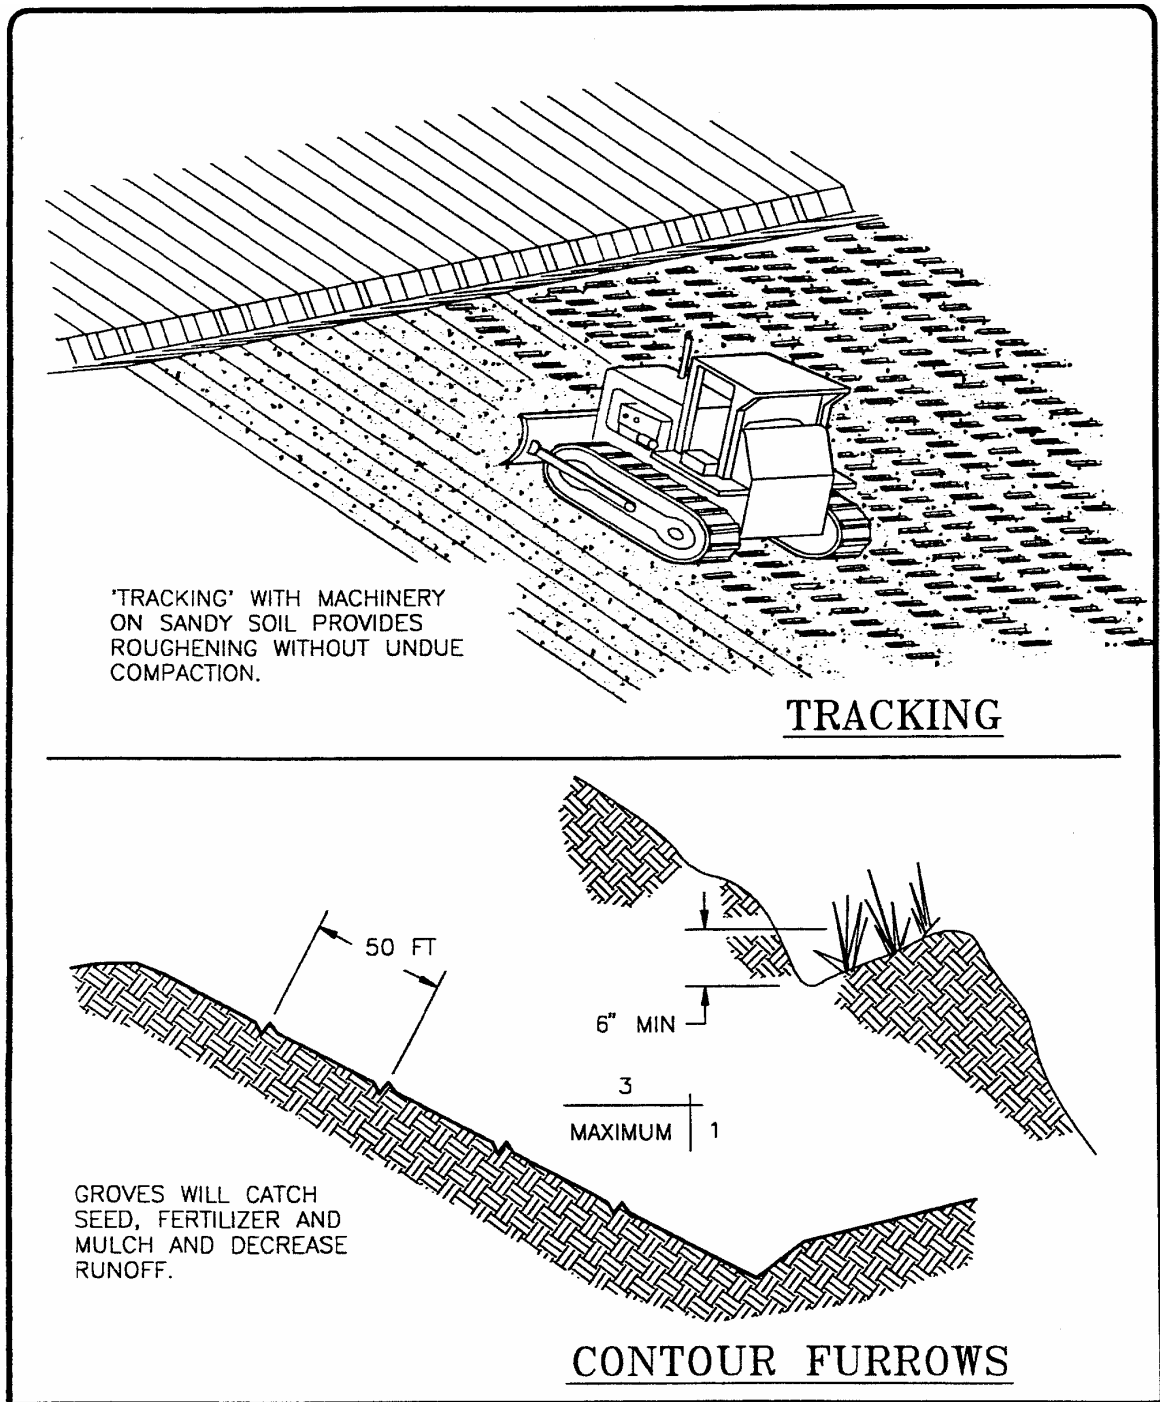 'TRACKING' WITH MACHINERY
ON SANDY SOIL PROVIDES
ROUGHENING WITHOUT UNDUE
COMPACTION.
TRACKING
50 FT
6" MIN
3
MAXIMUM 1
GROVES WILL CATCH
SEED, FERTILIZER AND
MULCH AND DECREASE
RUNOFF.
CONTOUR FURROWS